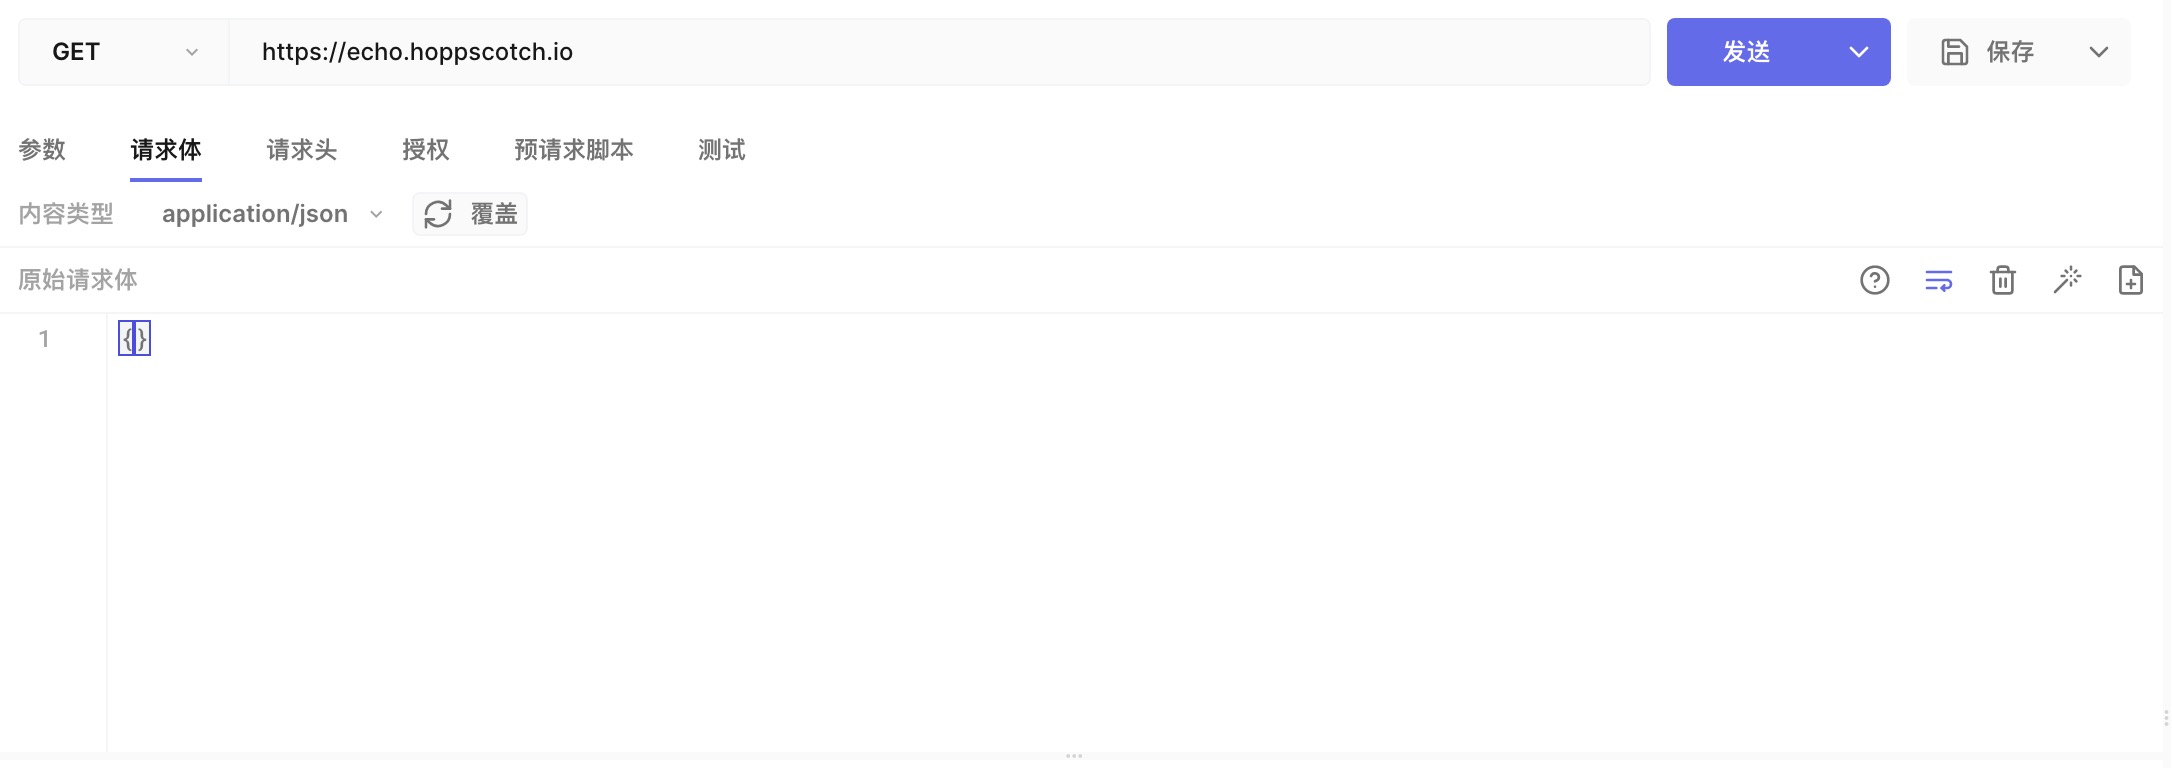 GET https://echo.hoppscotch.io 发送 保存
参数 请求体 请求头 授权 预请求脚本 测试
内容类型 application/json 覆盖
原始请求体
1 {}